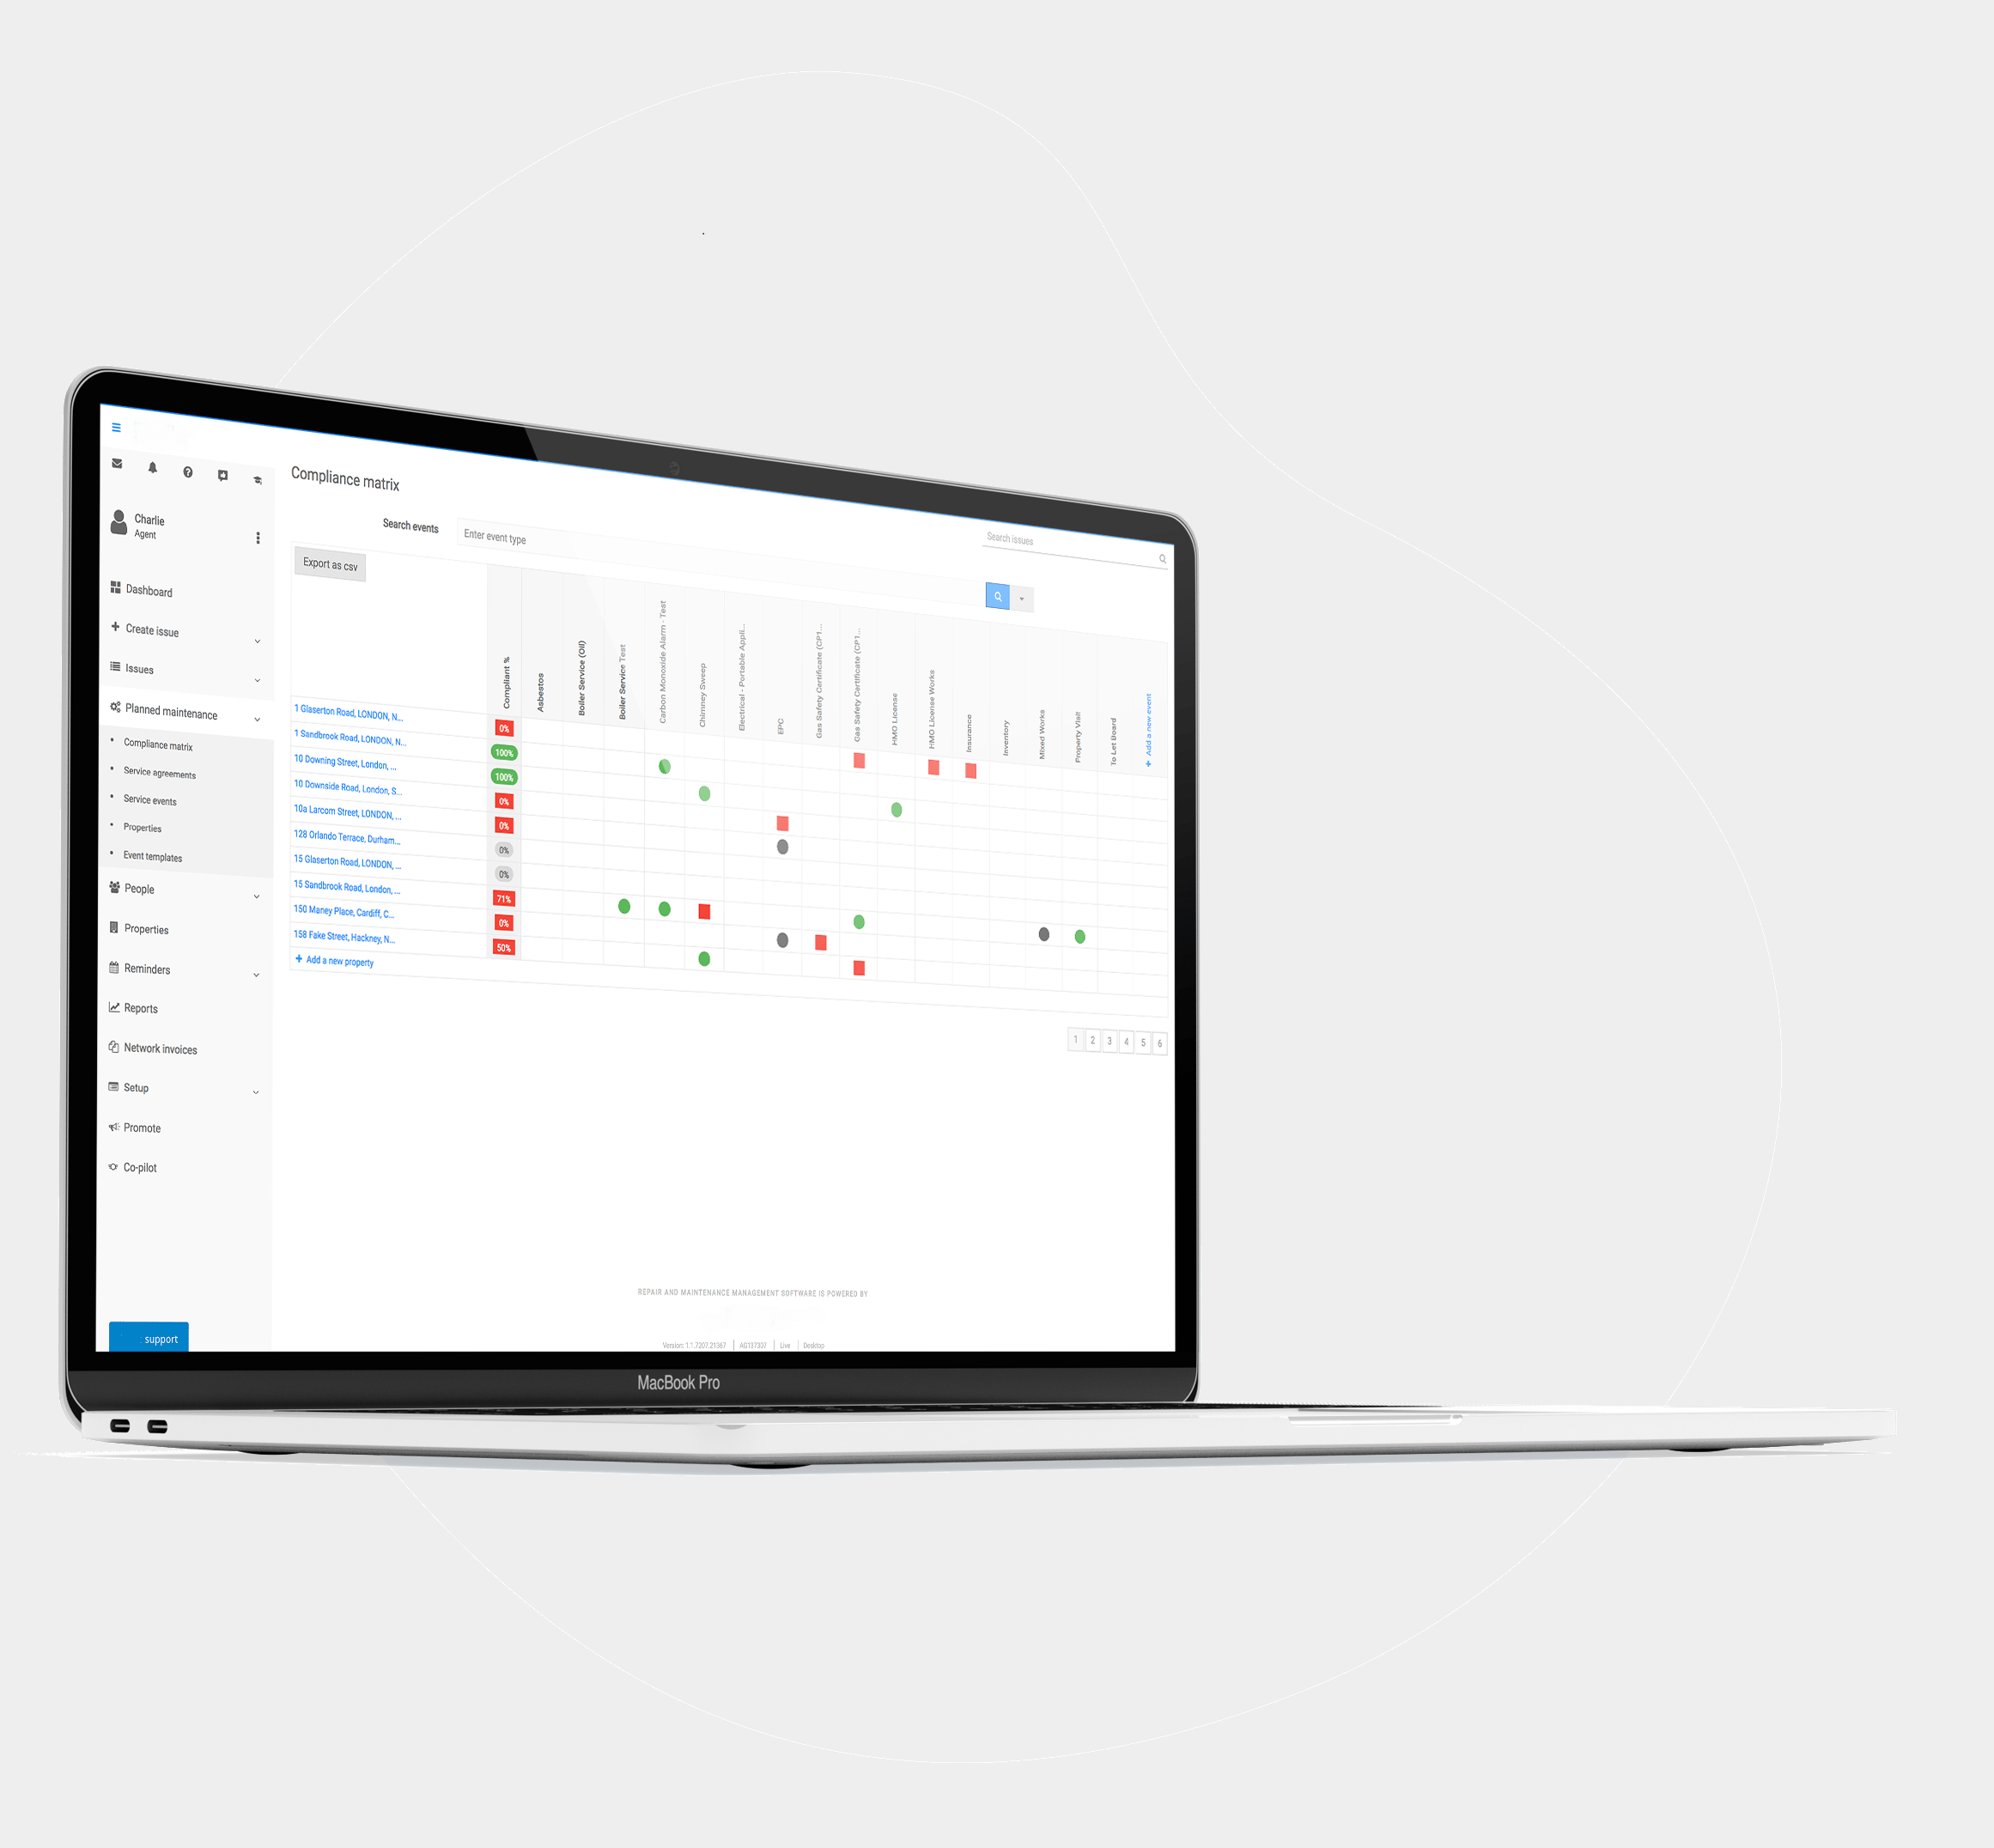 Compliance matrix
Search events
Enter event type
Search issues
Export as csv
Charlie
Agent
Dashboard
Create issue
Issues
Planned maintenance
Compliance matrix
Service agreements
Service events
Properties
Event templates
People
Properties
Reminders
Reports
Network invoices
Setup
Promote
Co-pilot
support
Compliant %
Asbestos
Boiler Service (Oil)
Boiler Service Test
Carbon Monoxide Alarm - Test
Chimney Sweep
Electrical - Portable Appli...
EPC
Gas Safety Certificate (CP1...
Gas Safety Certificate (CP1...
HMO License
HMO License Works
Insurance
Inventory
Mixed Works
Property Visit
To Let Board
+ Add a new event
1 Glaserton Road, LONDON, N... 0%
1 Sandbrook Road, LONDON, N... 100%
10 Downing Street, London, ... 100%
10 Downside Road, London, S... 0%
10a Larcom Street, LONDON, ... 0%
128 Orlando Terrace, Durham... 0%
15 Glaserton Road, LONDON, ... 0%
15 Sandbrook Road, London, ... 71%
150 Maney Place, Cardiff, C... 0%
158 Fake Street, Hackney, N... 50%
+ Add a new property
1 2 3 4 5 6
REPAIR AND MAINTENANCE MANAGEMENT SOFTWARE IS POWERED BY
Version: 1.1.7207.21367 | AG137337 | Live | Desktop
MacBook Pro